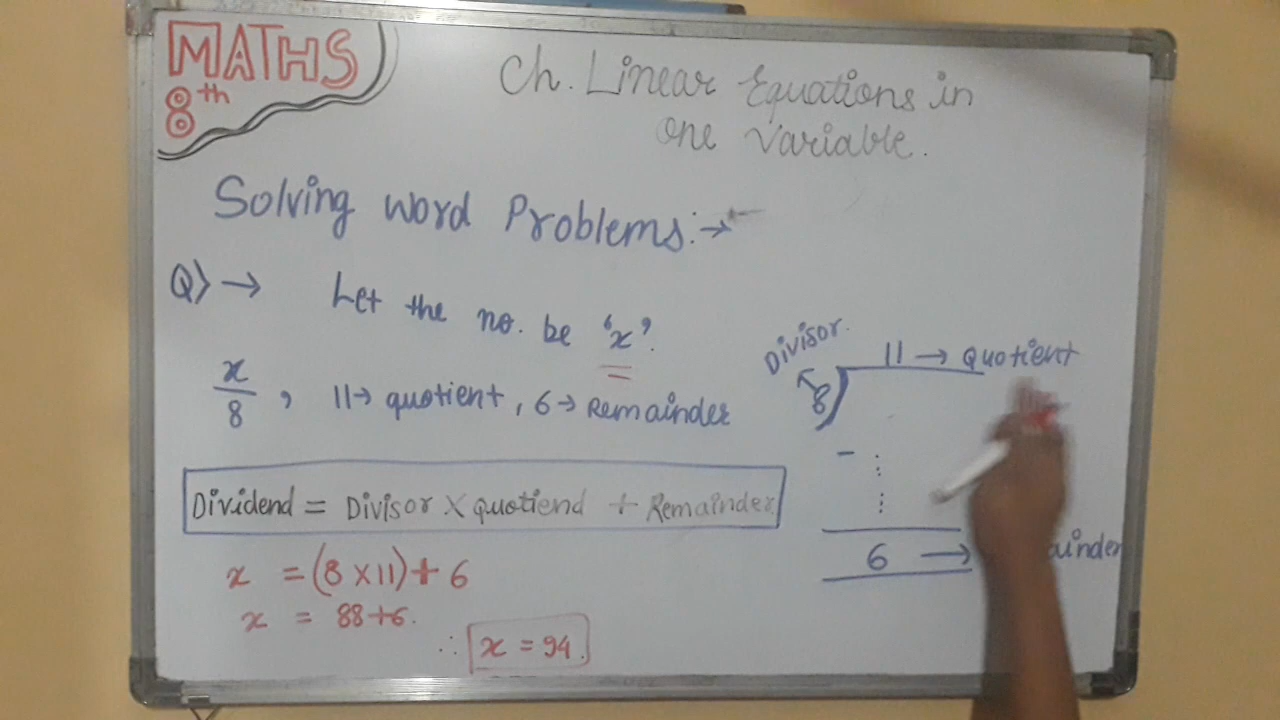 MATHS
8th
Ch. Linear Equations in
one Variable.
Solving Word Problems:→
Q) → Let the no. be 'x'.
x/8, 11→ quotient, 6→ Remainder
Dividend = Divisor × quotiend + Remainder
x = (8 × 11) + 6
x = 88+6.
∴ x = 94.
Divisor.
8
11 → Quotient
-
6 →